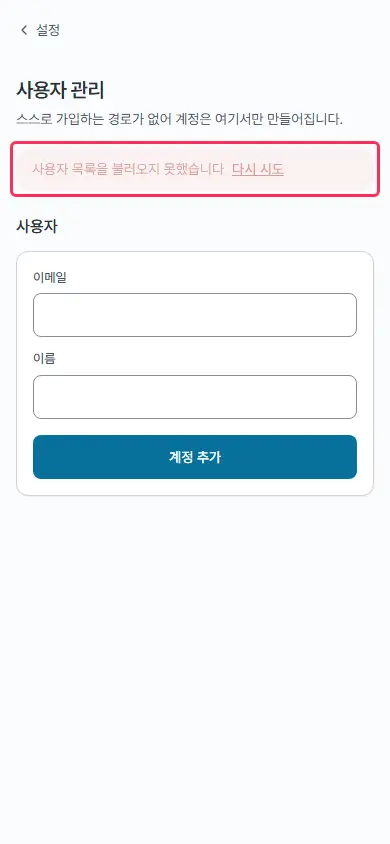 설정
사용자 관리
스스로 가입하는 경로가 없어 계정은 여기서만 만들어집니다.
사용자 목록을 불러오지 못했습니다 다시 시도
사용자
이메일
이름
계정 추가